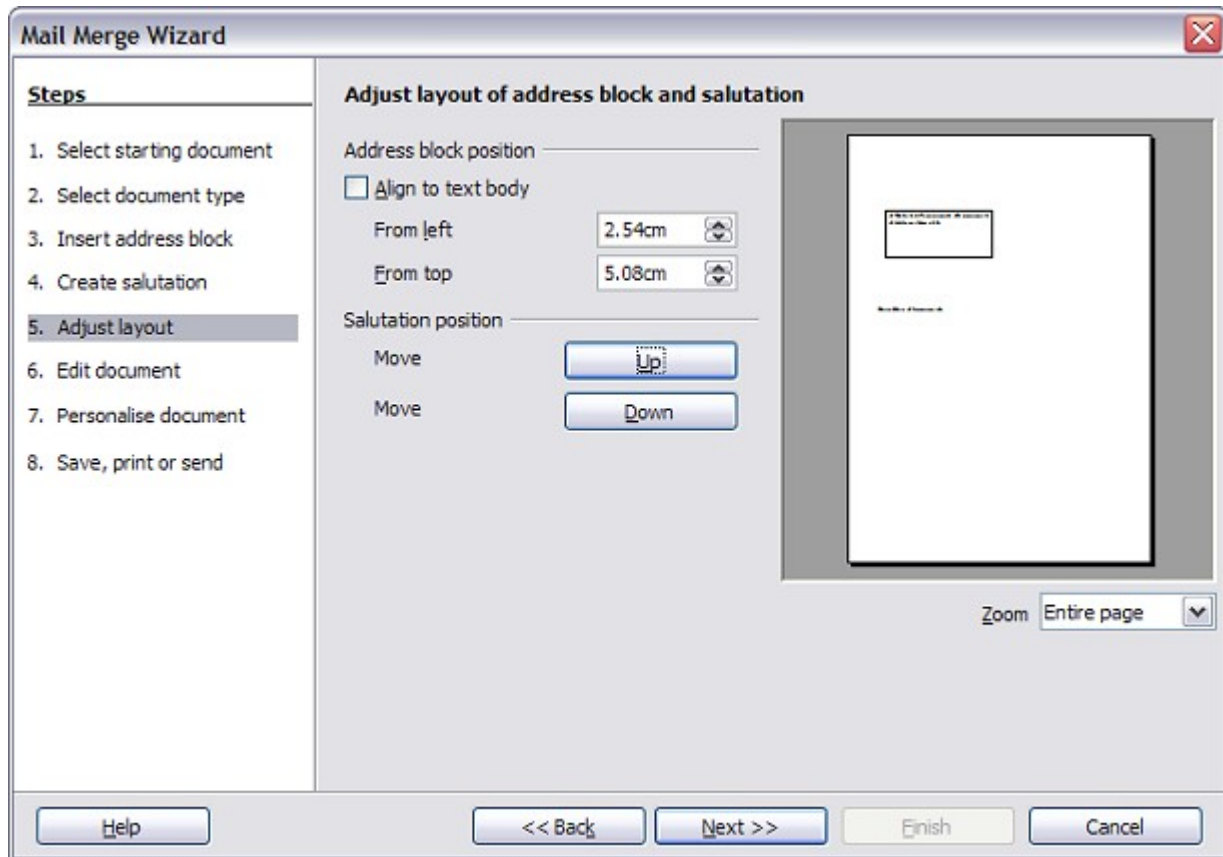 Mail Merge Wizard
Steps
1. Select starting document
2. Select document type
3. Insert address block
4. Create salutation
5. Adjust layout
6. Edit document
7. Personalise document
8. Save, print or send
Adjust layout of address block and salutation
Address block position
Align to text body
From left 2.54cm
From top 5.08cm
Salutation position
Move Up
Move Down
Zoom Entire page
Help << Back Next >> Finish Cancel